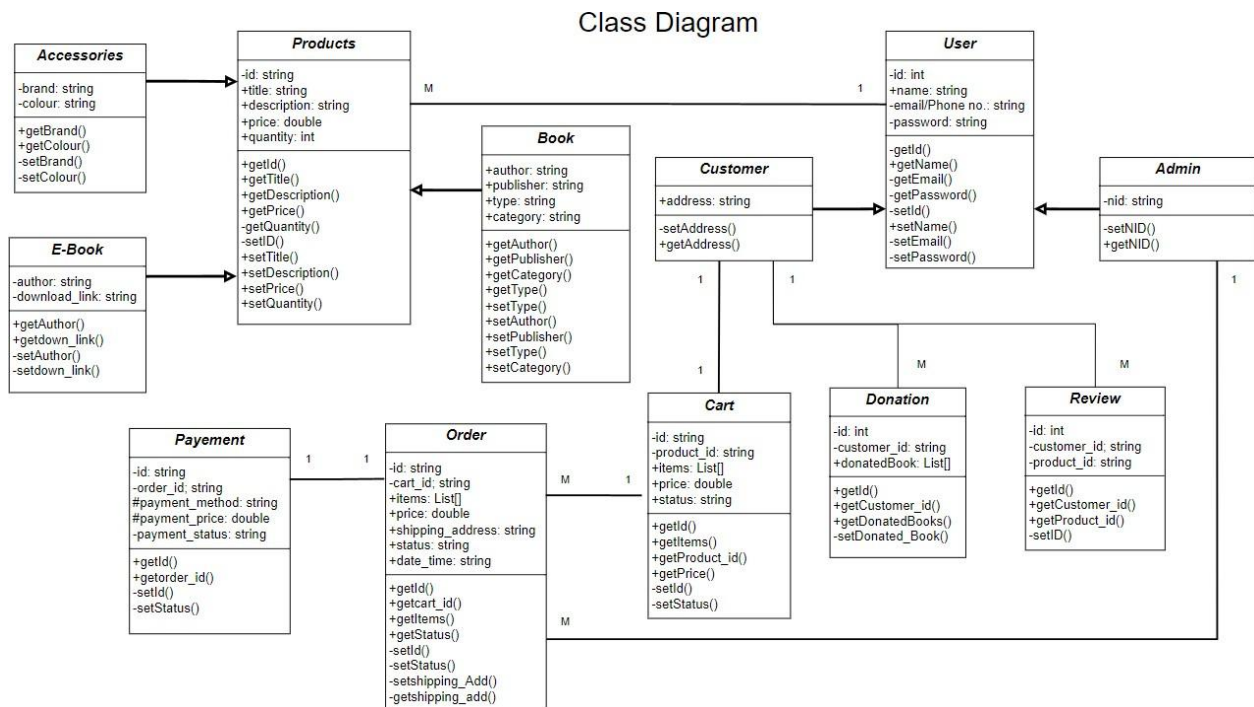 Class Diagram
Accessories
-brand: string
-colour: string
+getBrand()
+getColour()
-setBrand()
-setColour()
Products
-id: string
+title: string
+description: string
+price: double
+quantity: int
+getId()
+getTitle()
+getDescription()
+getPrice()
-getQuantity()
-setID()
+setTitle()
+setDescription()
+setPrice()
+setQuantity()
M
1
User
-id: int
+name: string
-email/Phone no.: string
-password: string
-getId()
+getName()
-getEmail()
-getPassword()
-setId()
+setName()
-setEmail()
-setPassword()
Book
+author: string
+publisher: string
+type: string
+category: string
+getAuthor()
+getPublisher()
+getCategory()
+getType()
+setType()
+setAuthor()
+setPublisher()
+setType()
+setCategory()
Customer
+address: string
-setAddress()
+getAddress()
Admin
-nid: string
-setNID()
+getNID()
E-Book
-author: string
-download_link: string
+getAuthor()
+getdown_link()
-setAuthor()
-setdown_link()
1
1
1
1
M
M
Cart
-id: string
-product_id: string
+items: List[]
+price: double
+status: string
+getId()
+getItems()
+getProduct_id()
+getPrice()
-setId()
-setStatus()
Donation
-id: int
-customer_id: string
+donatedBook: List[]
+getId()
+getCustomer_id()
+getDonatedBooks()
-setDonated_Book()
Review
-id: int
-customer_id; string
-product_id: string
+getId()
+getCustomer_id()
+getProduct_id()
-setID()
Payement
-id: string
-order_id; string
#payment_method: string
#payment_price: double
-payment_status: string
+getId()
+getorder_id()
-setId()
-setStatus()
1
1
Order
-id: string
-cart_id; string
+items: List[]
+price: double
+shipping_address: string
+status: string
+date_time: string
+getId()
+getcart_id()
+getItems()
+getStatus()
-setId()
-setStatus()
-setshipping_Add()
-getshipping_add()
M
1
M